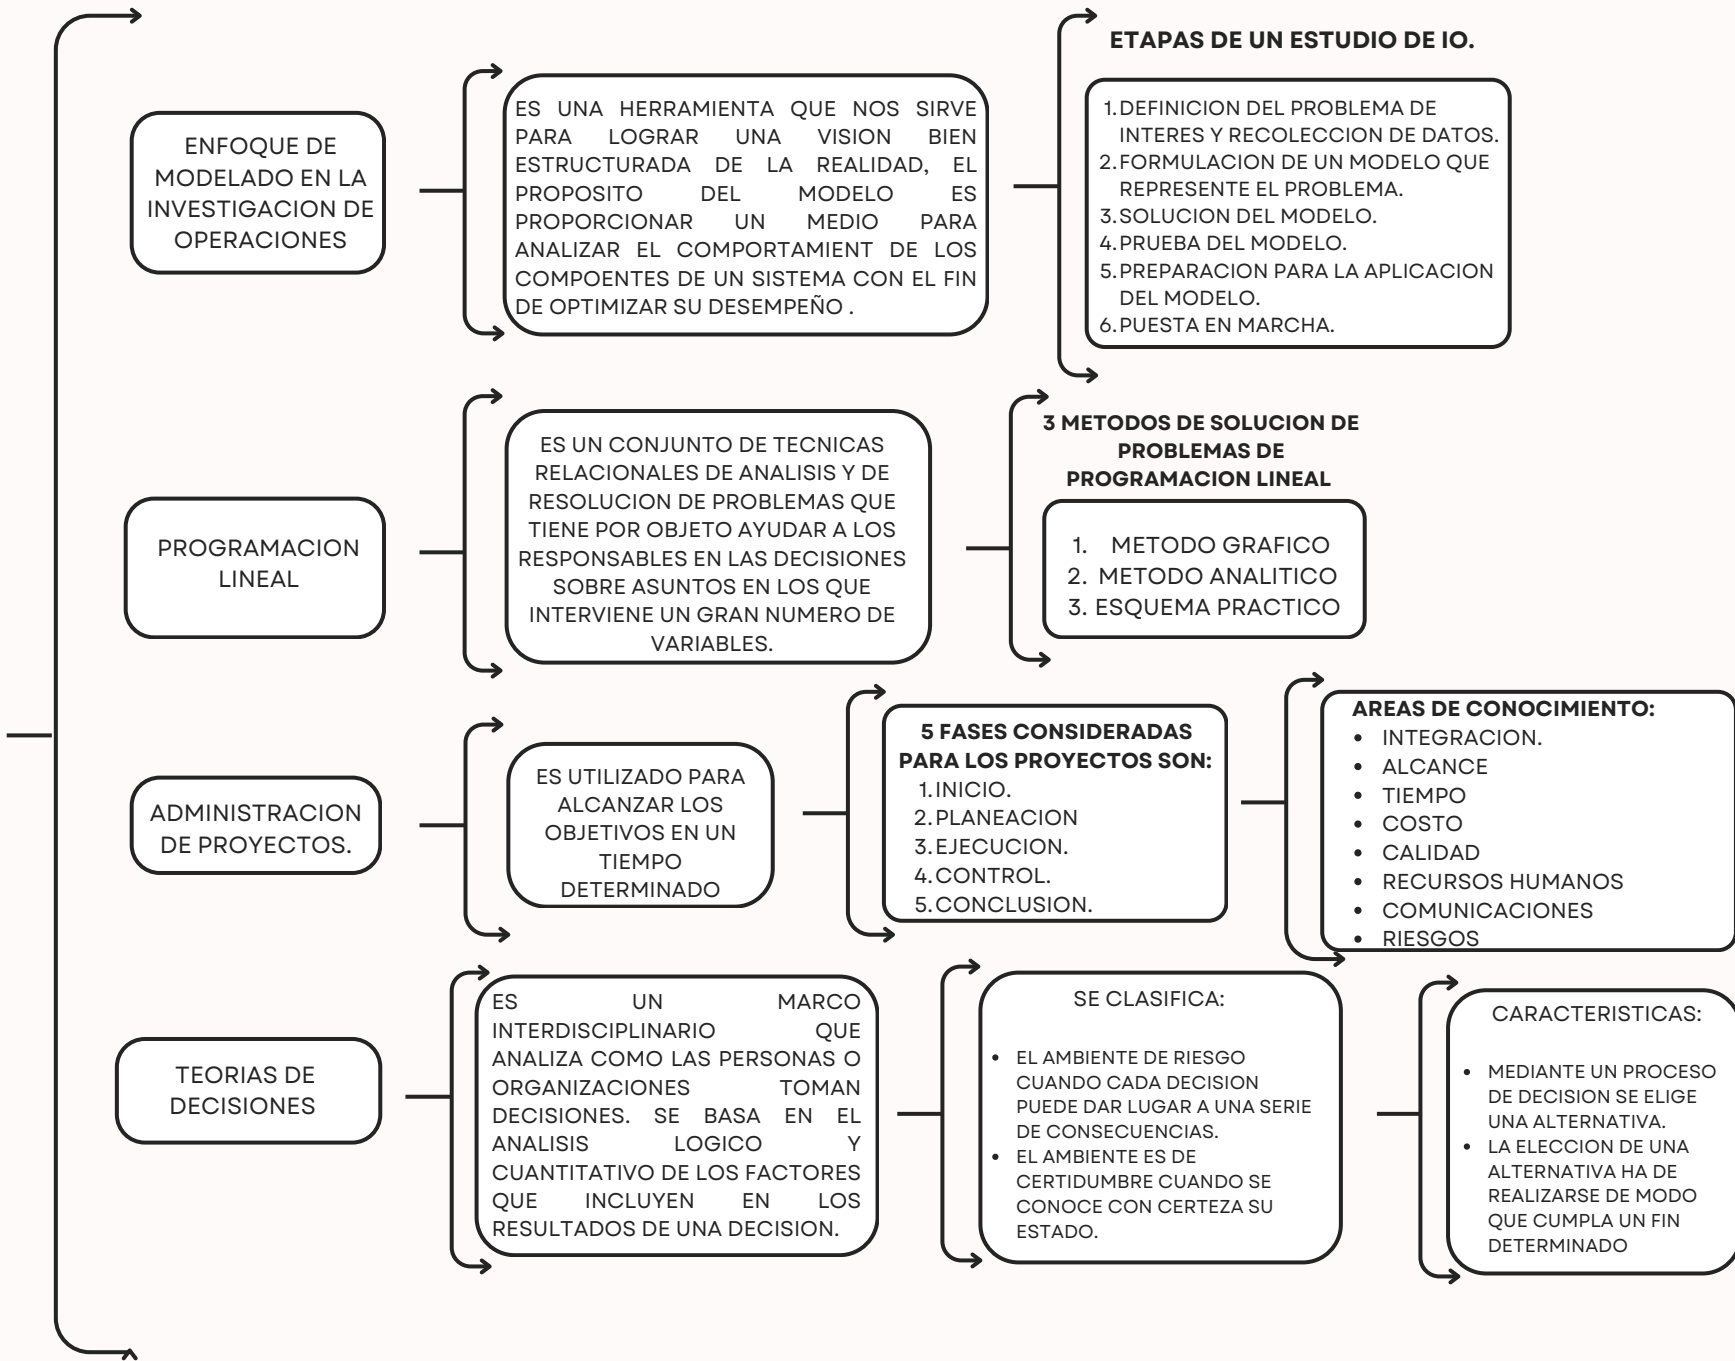 ENFOQUE DE
MODELADO EN LA
INVESTIGACION DE
OPERACIONES
ES UNA HERRAMIENTA QUE NOS SIRVE
PARA LOGRAR UNA VISION BIEN
ESTRUCTURADA DE LA REALIDAD, EL
PROPOSITO DEL MODELO ES
PROPORCIONAR UN MEDIO PARA
ANALIZAR EL COMPORTAMIENT DE LOS
COMPOENTES DE UN SISTEMA CON EL FIN
DE OPTIMIZAR SU DESEMPEÑO .
ETAPAS DE UN ESTUDIO DE IO.
1. DEFINICION DEL PROBLEMA DE
INTERES Y RECOLECCION DE DATOS.
2. FORMULACION DE UN MODELO QUE
REPRESENTE EL PROBLEMA.
3. SOLUCION DEL MODELO.
4. PRUEBA DEL MODELO.
5. PREPARACION PARA LA APLICACION
DEL MODELO.
6. PUESTA EN MARCHA.
PROGRAMACION
LINEAL
ES UN CONJUNTO DE TECNICAS
RELACIONALES DE ANALISIS Y DE
RESOLUCION DE PROBLEMAS QUE
TIENE POR OBJETO AYUDAR A LOS
RESPONSABLES EN LAS DECISIONES
SOBRE ASUNTOS EN LOS QUE
INTERVIENE UN GRAN NUMERO DE
VARIABLES.
3 METODOS DE SOLUCION DE
PROBLEMAS DE
PROGRAMACION LINEAL
1. METODO GRAFICO
2. METODO ANALITICO
3. ESQUEMA PRACTICO
ADMINISTRACION
DE PROYECTOS.
ES UTILIZADO PARA
ALCANZAR LOS
OBJETIVOS EN UN
TIEMPO
DETERMINADO
5 FASES CONSIDERADAS
PARA LOS PROYECTOS SON:
1. INICIO.
2. PLANEACION
3. EJECUCION.
4. CONTROL.
5. CONCLUSION.
AREAS DE CONOCIMIENTO:
• INTEGRACION.
• ALCANCE
• TIEMPO
• COSTO
• CALIDAD
• RECURSOS HUMANOS
• COMUNICACIONES
• RIESGOS
TEORIAS DE
DECISIONES
ES UN MARCO
INTERDISCIPLINARIO QUE
ANALIZA COMO LAS PERSONAS O
ORGANIZACIONES TOMAN
DECISIONES. SE BASA EN EL
ANALISIS LOGICO Y
CUANTITATIVO DE LOS FACTORES
QUE INCLUYEN EN LOS
RESULTADOS DE UNA DECISION.
SE CLASIFICA:
• EL AMBIENTE DE RIESGO
CUANDO CADA DECISION
PUEDE DAR LUGAR A UNA SERIE
DE CONSECUENCIAS.
• EL AMBIENTE ES DE
CERTIDUMBRE CUANDO SE
CONOCE CON CERTEZA SU
ESTADO.
CARACTERISTICAS:
• MEDIANTE UN PROCESO
DE DECISION SE ELIGE
UNA ALTERNATIVA.
• LA ELECCION DE UNA
ALTERNATIVA HA DE
REALIZARSE DE MODO
QUE CUMPLA UN FIN
DETERMINADO